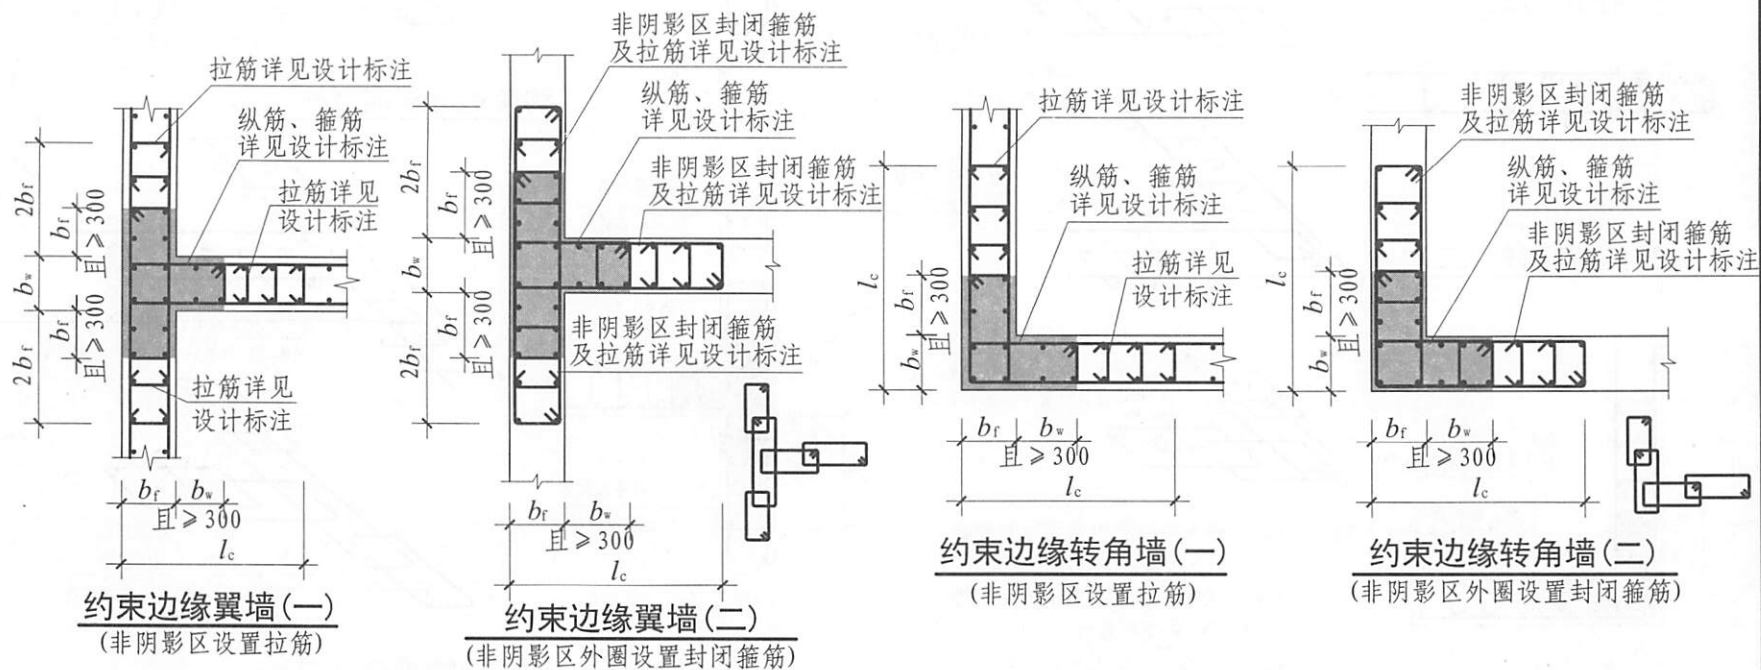 拉筋详见设计标注
纵筋、箍筋
详见设计标注
拉筋详见
设计标注
拉筋详见
设计标注
2bf
bf
且≥300
bw
bf
且≥300
2bf
bf
bw
且≥300
lc
约束边缘翼墙(一)
(非阴影区设置拉筋)
非阴影区封闭箍筋
及拉筋详见设计标注
纵筋、箍筋
详见设计标注
非阴影区封闭箍筋
及拉筋详见设计标注
非阴影区封闭箍筋
及拉筋详见设计标注
2bf
bf
且≥300
bw
bf
且≥300
2bf
bf
bw
且≥300
lc
约束边缘翼墙(二)
(非阴影区外圈设置封闭箍筋)
拉筋详见设计标注
纵筋、箍筋
详见设计标注
拉筋详见
设计标注
lc
bf
且≥300
bw
bf
bw
且≥300
lc
约束边缘转角墙(一)
(非阴影区设置拉筋)
非阴影区封闭箍筋
及拉筋详见设计标注
纵筋、箍筋
详见设计标注
非阴影区封闭箍筋
及拉筋详见设计标注
lc
bf
且≥300
bw
bf
bw
且≥300
lc
约束边缘转角墙(二)
(非阴影区外圈设置封闭箍筋)